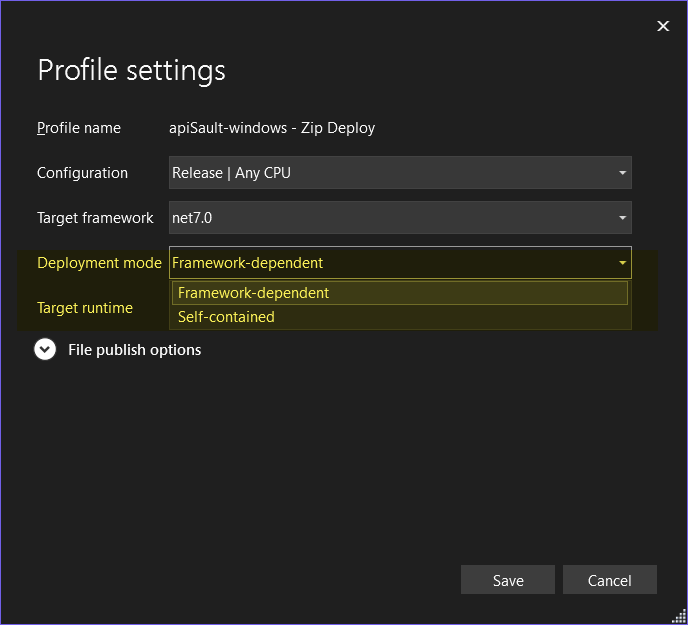 Profile settings
Profile name apiSault-windows - Zip Deploy
Configuration Release | Any CPU
Target framework net7.0
Deployment mode Framework-dependent
Framework-dependent
Target runtime
Self-contained
File publish options
Save Cancel